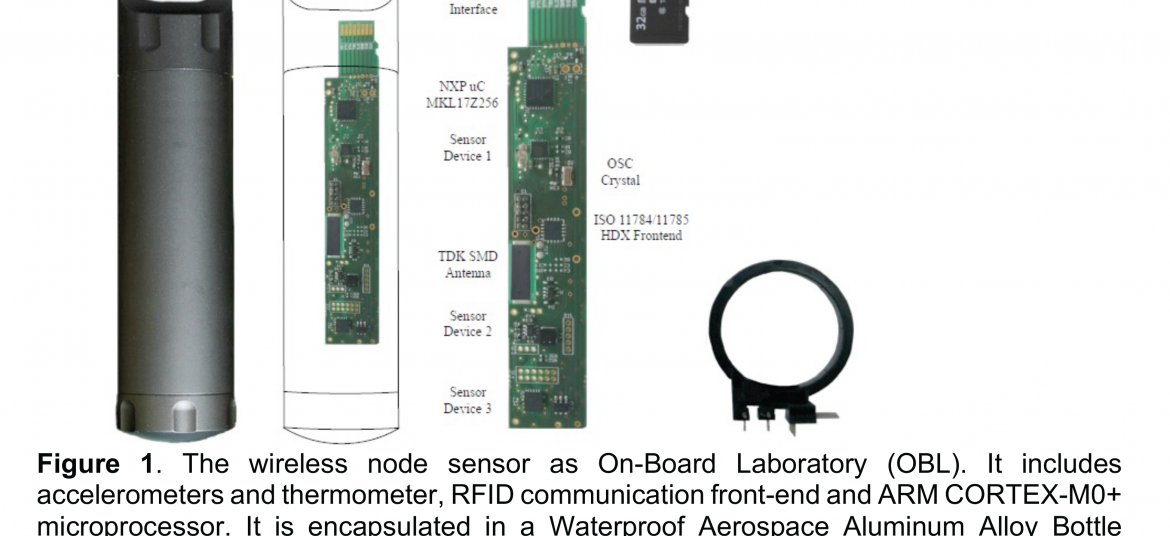 Interface
32GB
NXP uC
MKL17Z256
Sensor
Device 1
OSC
Crystal
ISO 11784/11785
HDX Frontend
TDK SMD
Antenna
Sensor
Device 2
Sensor
Device 3
Figure 1. The wireless node sensor as On-Board Laboratory (OBL). It includes
accelerometers and thermometer, RFID communication front-end and ARM CORTEX-M0+
microprocessor. It is encapsulated in a Waterproof Aerospace Aluminum Alloy Bottle